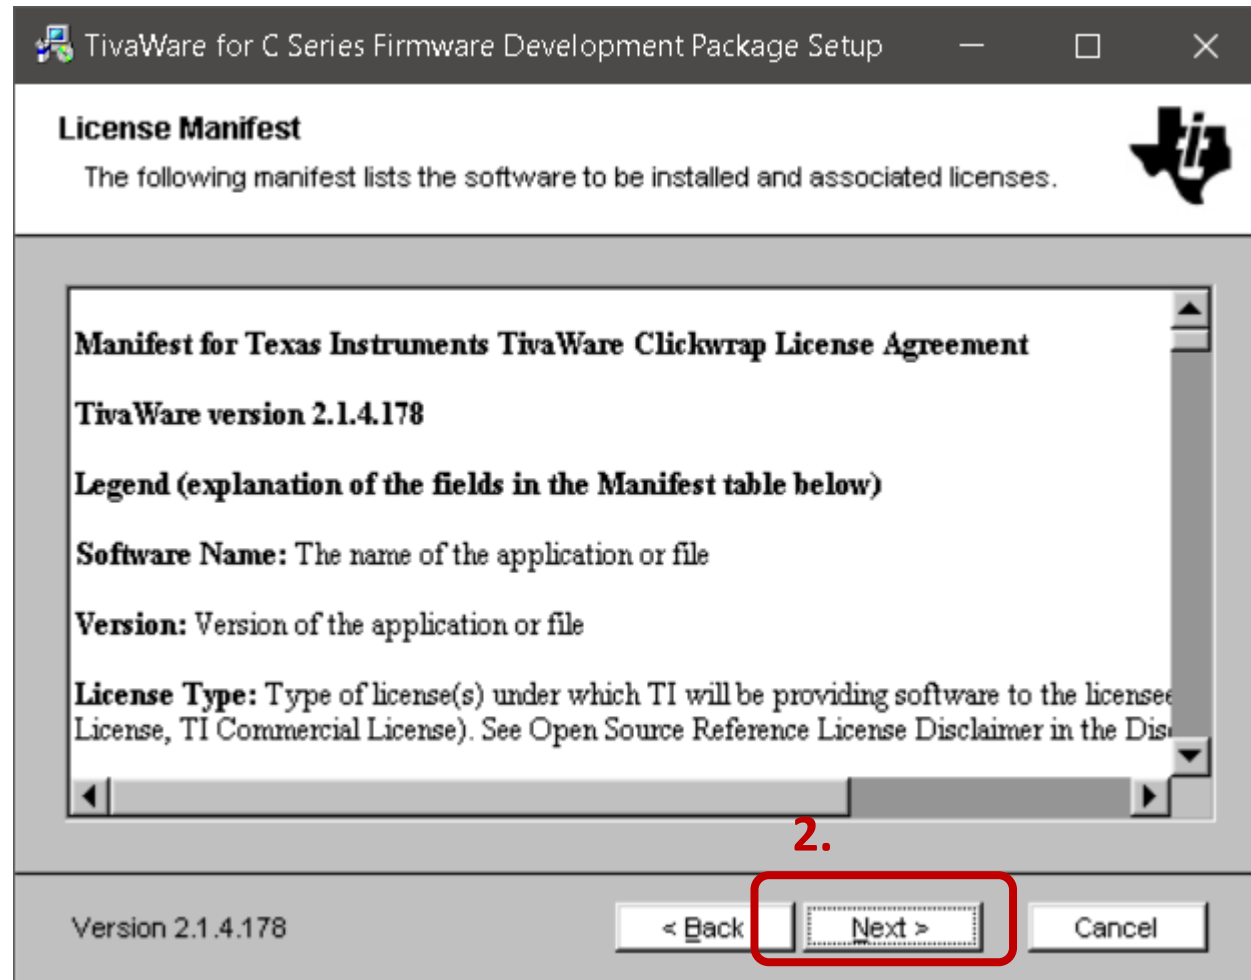 TivaWare for C Series Firmware Development Package Setup
License Manifest
The following manifest lists the software to be installed and associated licenses.
Manifest for Texas Instruments TivaWare Clickwrap License Agreement
TivaWare version 2.1.4.178
Legend (explanation of the fields in the Manifest table below)
Software Name: The name of the application or file
Version: Version of the application or file
License Type: Type of license(s) under which TI will be providing software to the licensee
License, TI Commercial License). See Open Source Reference License Disclaimer in the Disc
2.
Version 2.1.4.178
< Back
Next >
Cancel